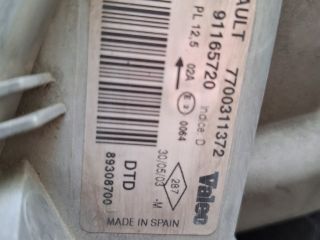 AULT 7700311372
91165720 Indice: D
PL 12,5 02A E2 0064
287
30/05/03 -M Valeo
DTD
89308700 MADE IN SPAIN